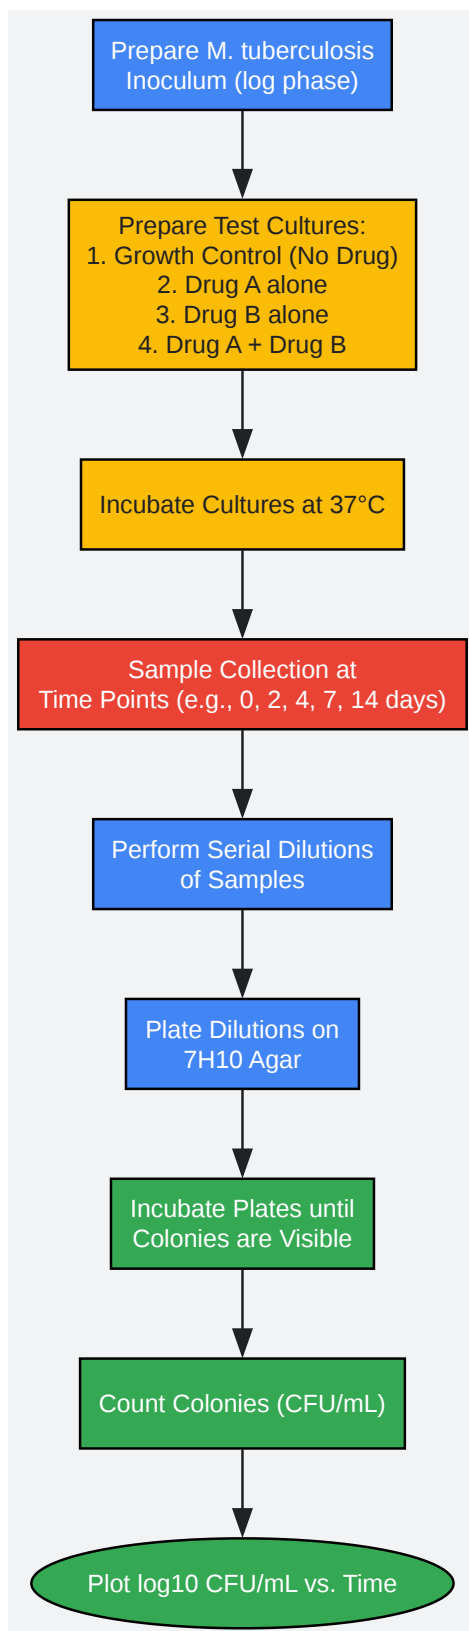 Prepare M. tuberculosis
Inoculum (log phase)
Prepare Test Cultures:
1. Growth Control (No Drug)
2. Drug A alone
3. Drug B alone
4. Drug A + Drug B
Incubate Cultures at 37°C
Sample Collection at
Time Points (e.g., 0, 2, 4, 7, 14 days)
Perform Serial Dilutions
of Samples
Plate Dilutions on
7H10 Agar
Incubate Plates until
Colonies are Visible
Count Colonies (CFU/mL)
Plot log10 CFU/mL vs. Time